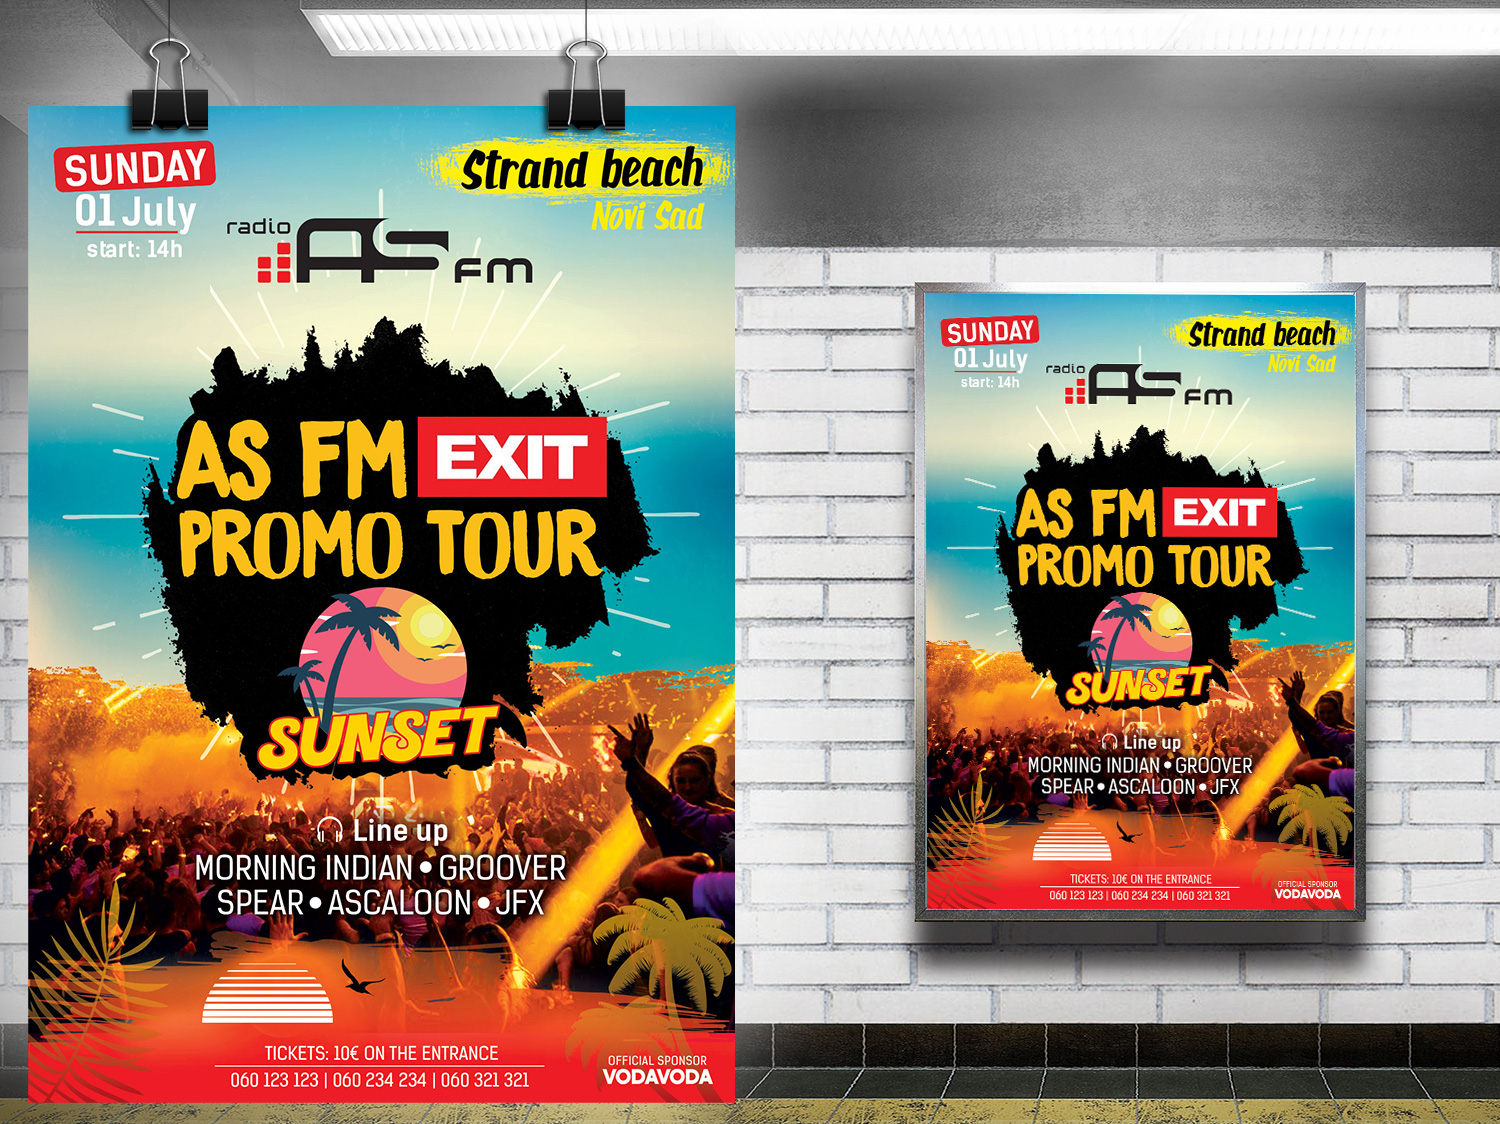 SUNDAY
01 July
start: 14h
Strand beach
Novi Sad
radio
AS FM
AS FM EXIT
PROMO TOUR
SUNSET
Line up
MORNING INDIAN • GROOVER
SPEAR • ASCALOON • JFX
TICKETS: 10€ ON THE ENTRANCE
060 123 123 | 060 234 234 | 060 321 321
OFFICIAL SPONSOR
VODAVODA
SUNDAY
01 July
start: 14h
Strand beach
Novi Sad
radio
AS FM
AS FM EXIT
PROMO TOUR
SUNSET
Line up
MORNING INDIAN • GROOVER
SPEAR • ASCALOON • JFX
TICKETS: 10€ ON THE ENTRANCE
060 123 123 | 060 234 234 | 060 321 321
OFFICIAL SPONSOR
VODAVODA